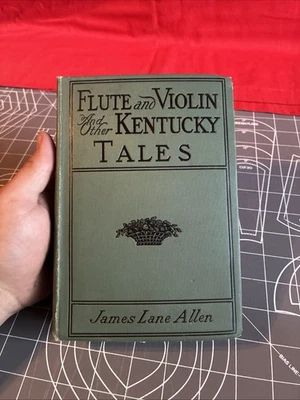 FLUTE and VIOLIN
And Other KENTUCKY
TALES
James Lane Allen